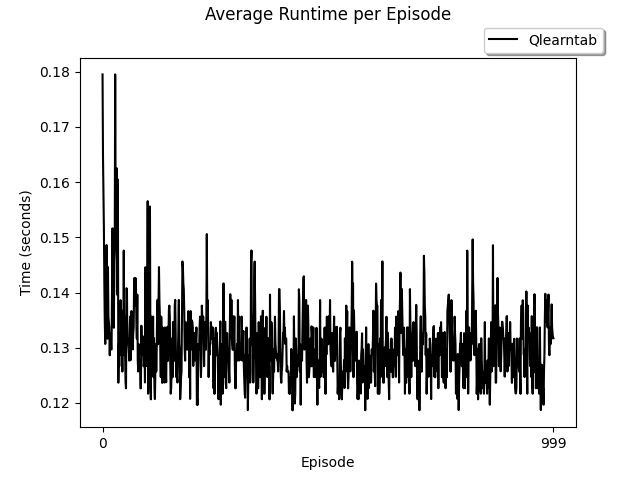 Average Runtime per Episode
Qlearntab
0.18
0.17
0.16
0.15
0.14
0.13
0.12
Time (seconds)
0
999
Episode